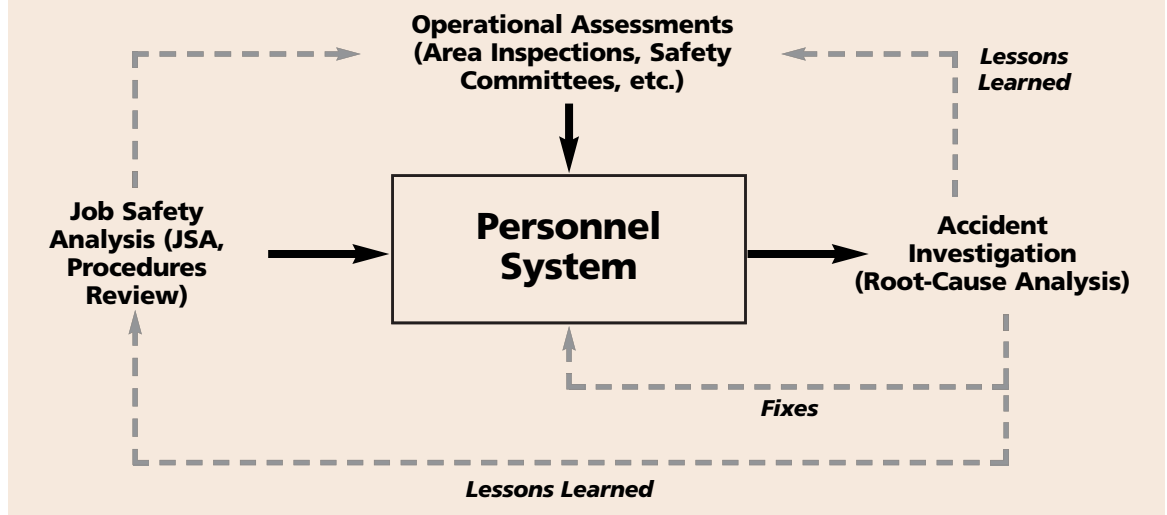 Operational Assessments
(Area Inspections, Safety
Committees, etc.)
Lessons
Learned
Job Safety
Analysis (JSA,
Procedures
Review)
Personnel
System
Accident
Investigation
(Root-Cause Analysis)
Fixes
Lessons Learned